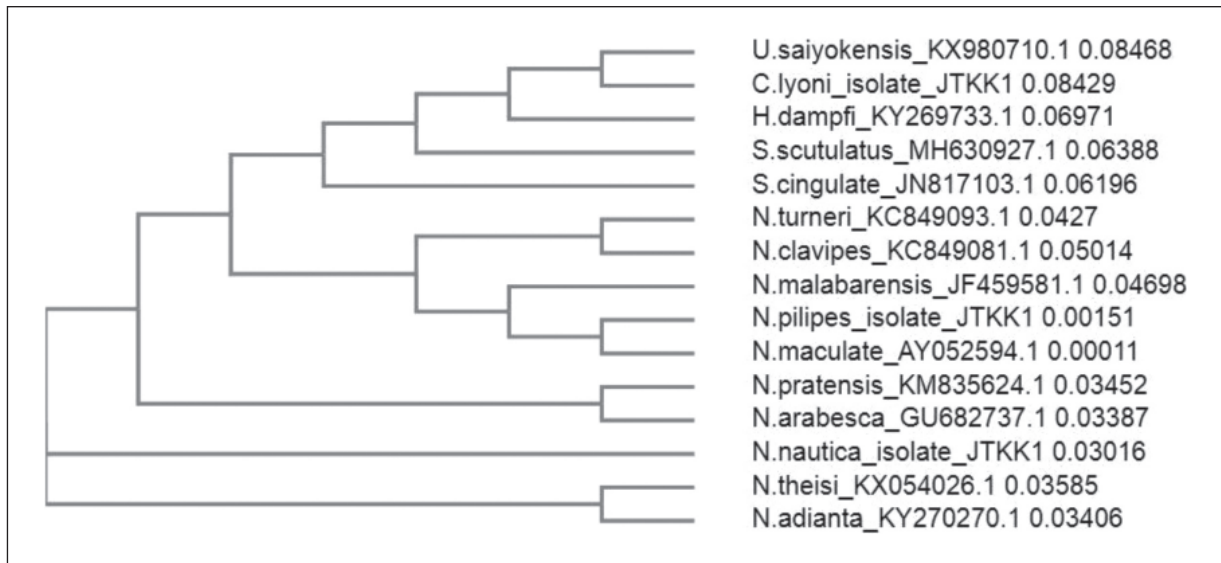 U.saiyokensis_KX980710.1 0.08468
C.lyoni_isolate_JTKK1 0.08429
H.dampfi_KY269733.1 0.06971
S.scutulatus_MH630927.1 0.06388
S.cingulate_JN817103.1 0.06196
N.turneri_KC849093.1 0.0427
N.clavipes_KC849081.1 0.05014
N.malabarensis_JF459581.1 0.04698
N.pilipes_isolate_JTKK1 0.00151
N.maculate_AY052594.1 0.00011
N.pratensis_KM835624.1 0.03452
N.arabesca_GU682737.1 0.03387
N.nautica_isolate_JTKK1 0.03016
N.theisi_KX054026.1 0.03585
N.adianta_KY270270.1 0.03406